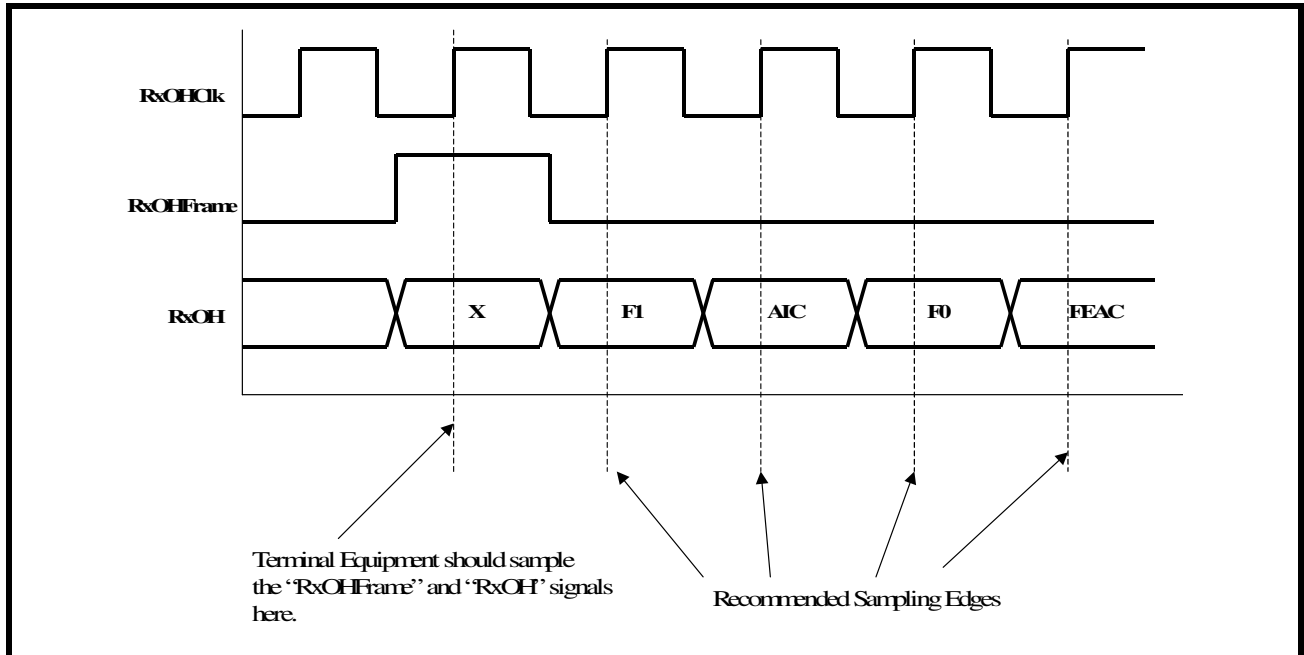 RxOHClk
RxOHFrame
RxOH
X
F1
AIC
F0
FEAC
Terminal Equipment should sample
the “RxOHFrame” and “RxOH” signals
here.
Recommended Sampling Edges